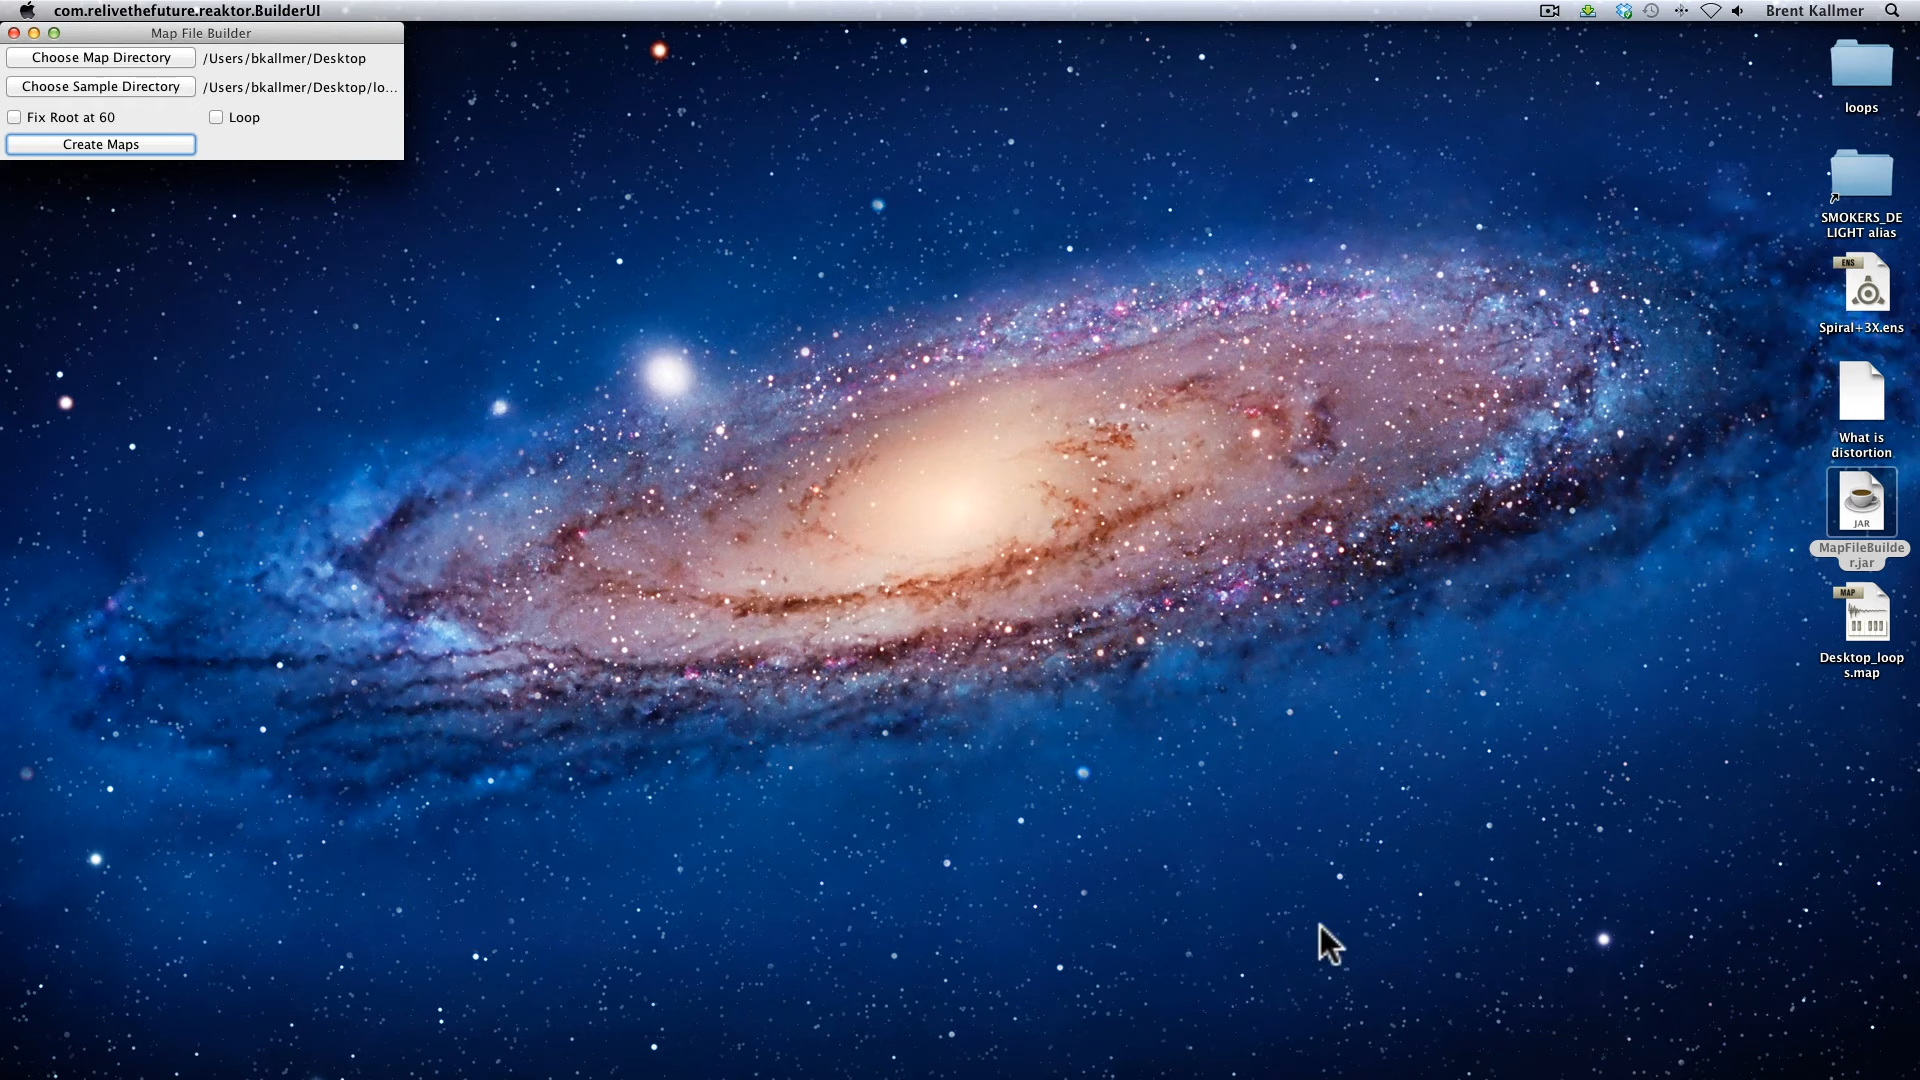 com.relivethefuture.reaktor.BuilderUI
Brent Kallmer
Map File Builder
Choose Map Directory /Users/bkallmer/Desktop
Choose Sample Directory /Users/bkallmer/Desktop/lo...
Fix Root at 60 Loop
Create Maps
loops
SMOKERS_DE
LIGHT alias
ENS
Spiral+3X.ens
What is
distortion
JAR
MapFileBuilde
r.jar
MAP
Desktop_loop
s.map